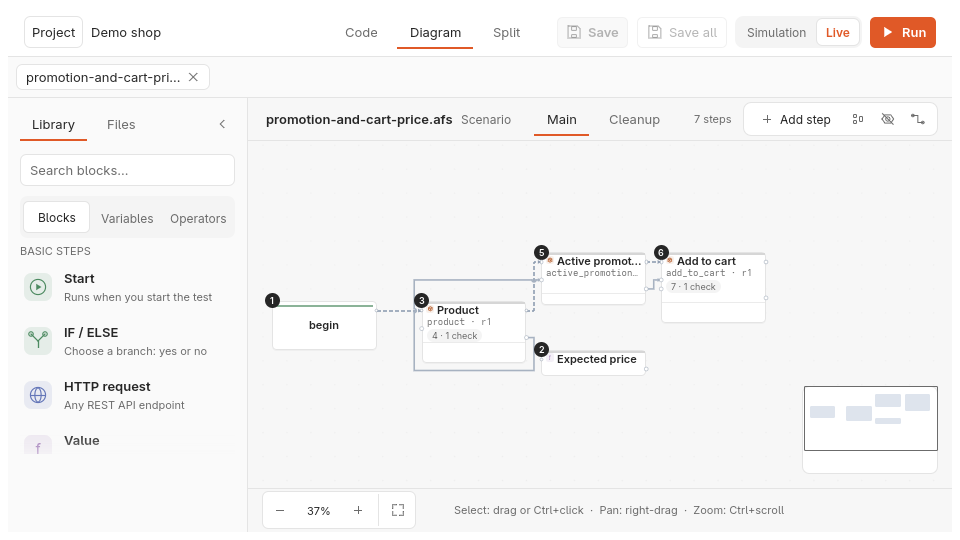 Project
Demo shop
Code
Diagram
Split
Save
Save all
Simulation
Live
Run
promotion-and-cart-pri...
Library
Files
promotion-and-cart-price.afs
Scenario
Main
Cleanup
7 steps
Add step
Search blocks...
Blocks
Variables
Operators
BASIC STEPS
Start
Runs when you start the test
IF / ELSE
Choose a branch: yes or no
HTTP request
Any REST API endpoint
Value
f
1
begin
3
Product
product · r1
4 · 1 check
5
Active promot...
active_promotion...
6
Add to cart
add_to_cart · r1
7 · 1 check
2
Expected price
37%
Select: drag or Ctrl+click · Pan: right-drag · Zoom: Ctrl+scroll